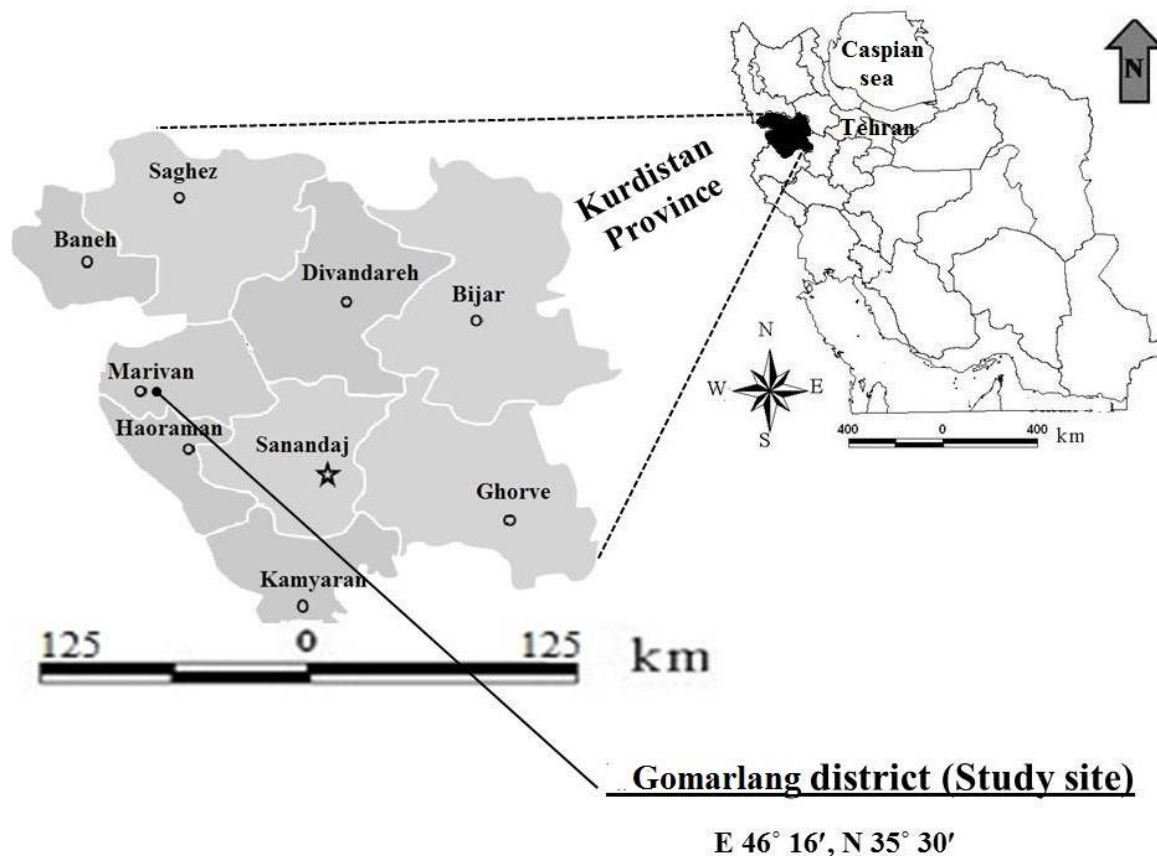 Caspian
sea
N
Tehran
Kurdistan
Province
Saghez
Baneh
Divandareh
Bijar
Marivan
Haoraman
Sanandaj
Ghorve
Kamyaran
N
W E
S
400 0 400
km
125 0 125
km
Gomarlang district (Study site)
E 46° 16′, N 35° 30′